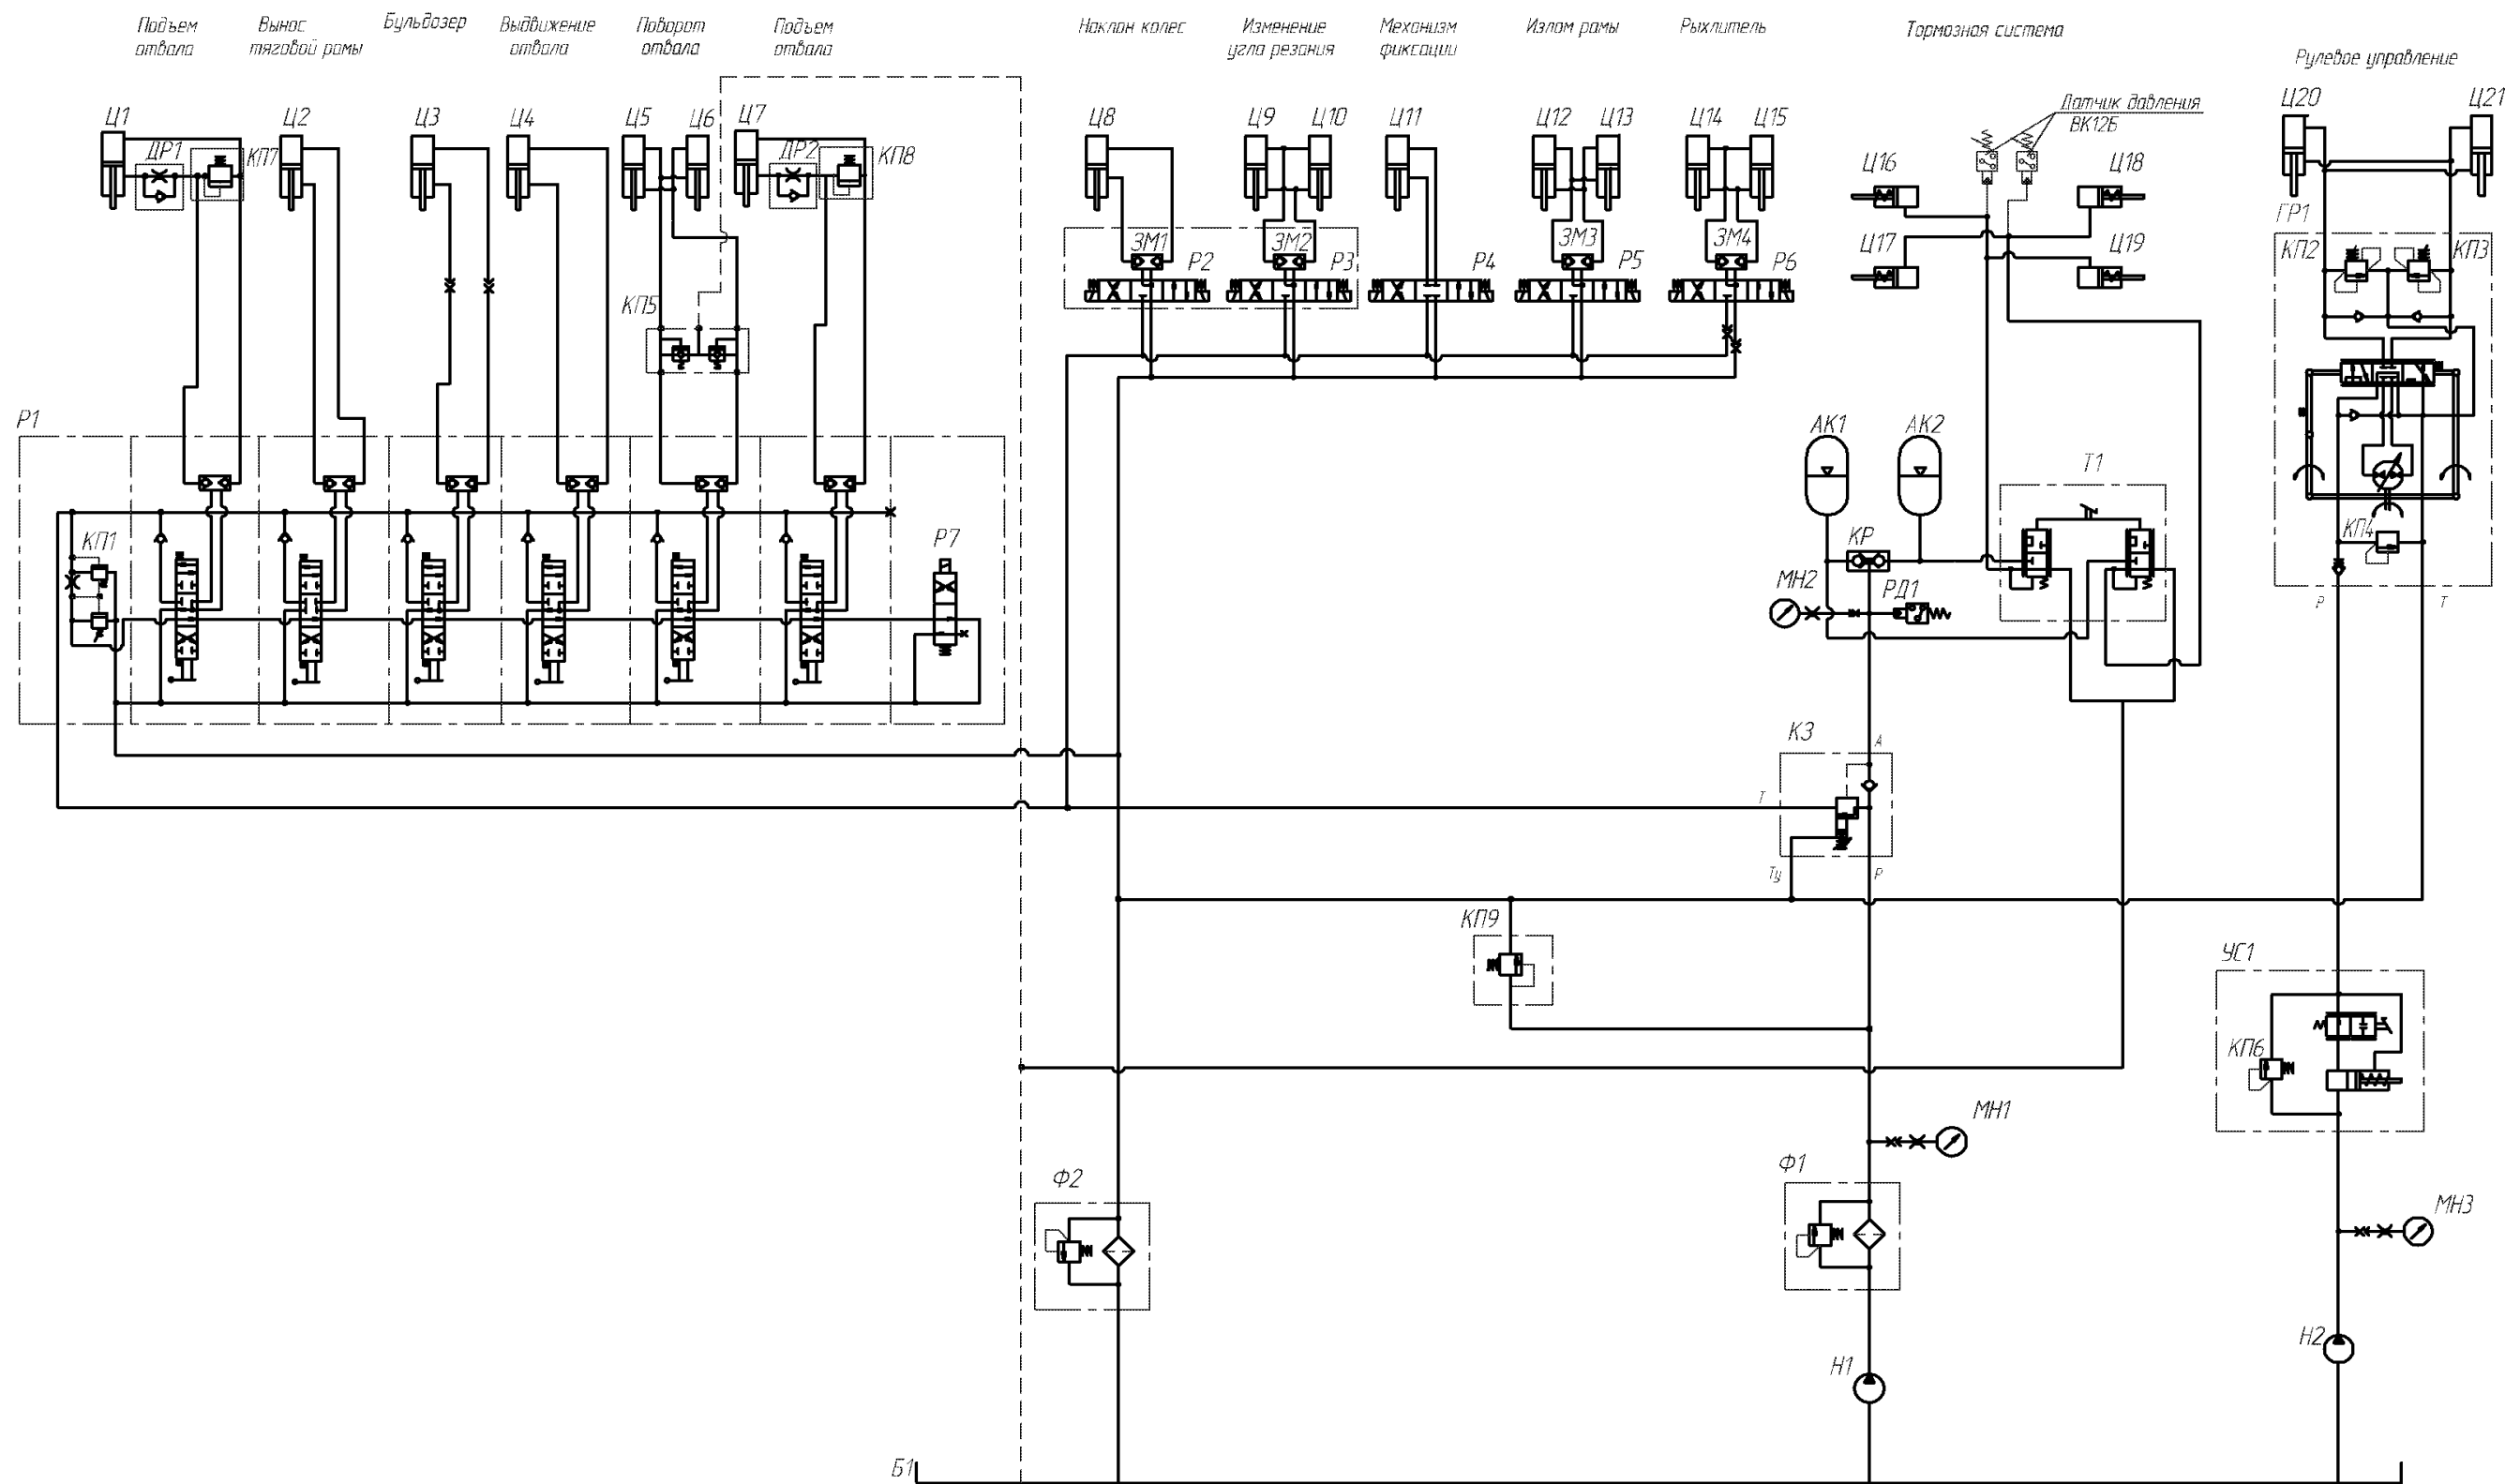 Подъем
отвала
Вынос
тяговой рамы
Бульдозер
Выдвижение
отвала
Поворот
отвала
Подъем
отвала
Наклон колес
Изменение
угла резания
Механизм
фиксации
Излом рамы
Рыхлитель
Тормозная система
Рулевое управление
Ц1
Ц2
Ц3
Ц4
Ц5
Ц6
Ц7
Ц8
Ц9
Ц10
Ц11
Ц12
Ц13
Ц14
Ц15
Датчик давления
ВК12Б
Ц20
Ц21
ДР1
КП7
ДР2
КП8
Ц16
Ц18
Ц17
Ц19
ГР1
КП2
КП3
ЗМ1
Р2
ЗМ2
Р3
Р4
ЗМ3
Р5
ЗМ4
Р6
КП5
Р1
АК1
АК2
Т1
КП1
Р7
КР
КП4
МН2
РД1
Р
Т
КЗ
А
Т
Ту
Р
КП9
УС1
КП6
МН1
Ф2
Ф1
МН3
Н2
Н1
Б1